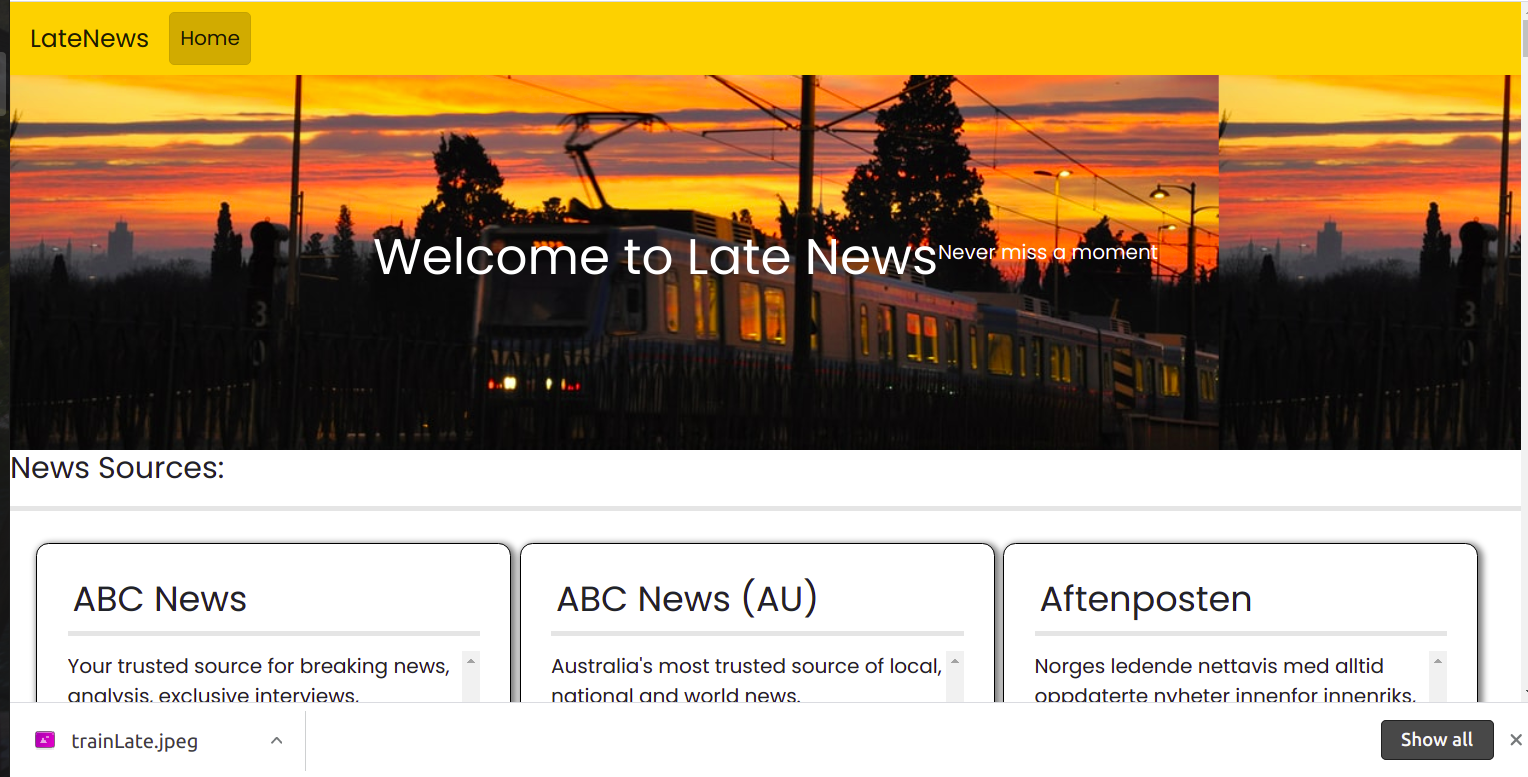 LateNews Home
Welcome to Late News Never miss a moment
News Sources:
ABC News
Your trusted source for breaking news,
analysis, exclusive interviews,
ABC News (AU)
Australia's most trusted source of local,
national and world news.
Aftenposten
Norges ledende nettavis med alltid
oppdaterte nyheter innenfor innenriks,
trainLate.jpeg
Show all